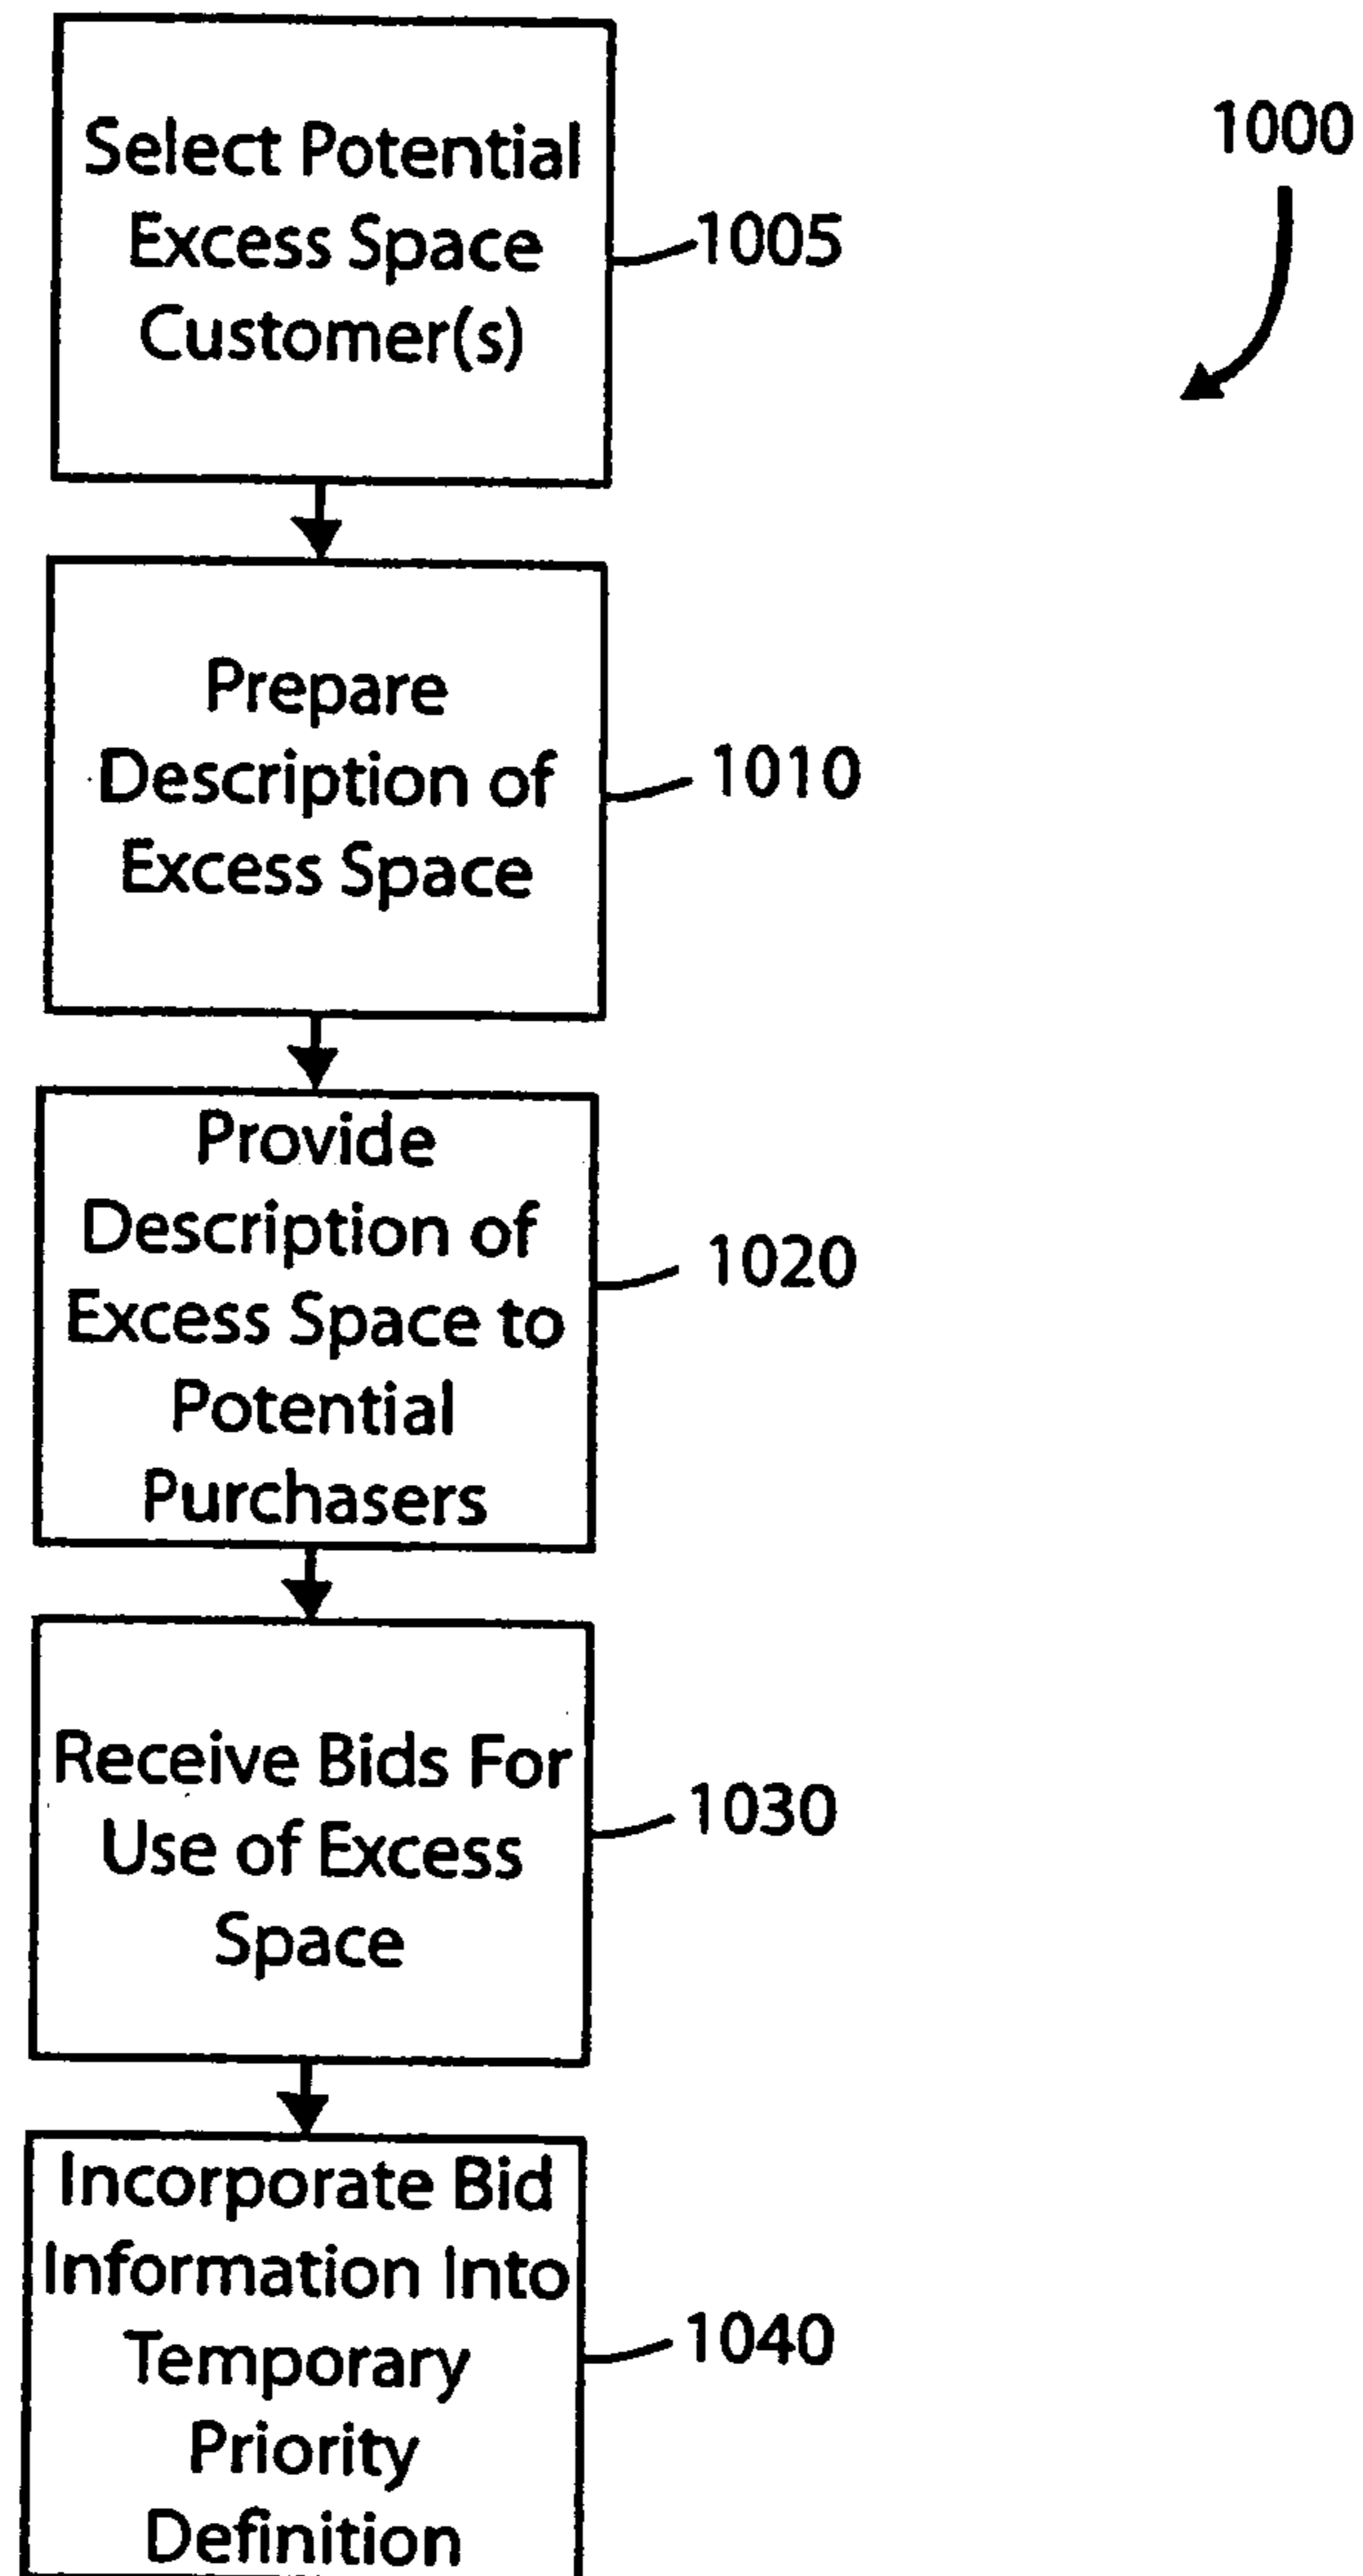 Select Potential
Excess Space
Customer(s)
1005
1000
Prepare
Description of
Excess Space
1010
Provide
Description of
Excess Space to
Potential
Purchasers
1020
Receive Bids For
Use of Excess
Space
1030
Incorporate Bid
Information Into
Temporary
Priority
Definition
1040